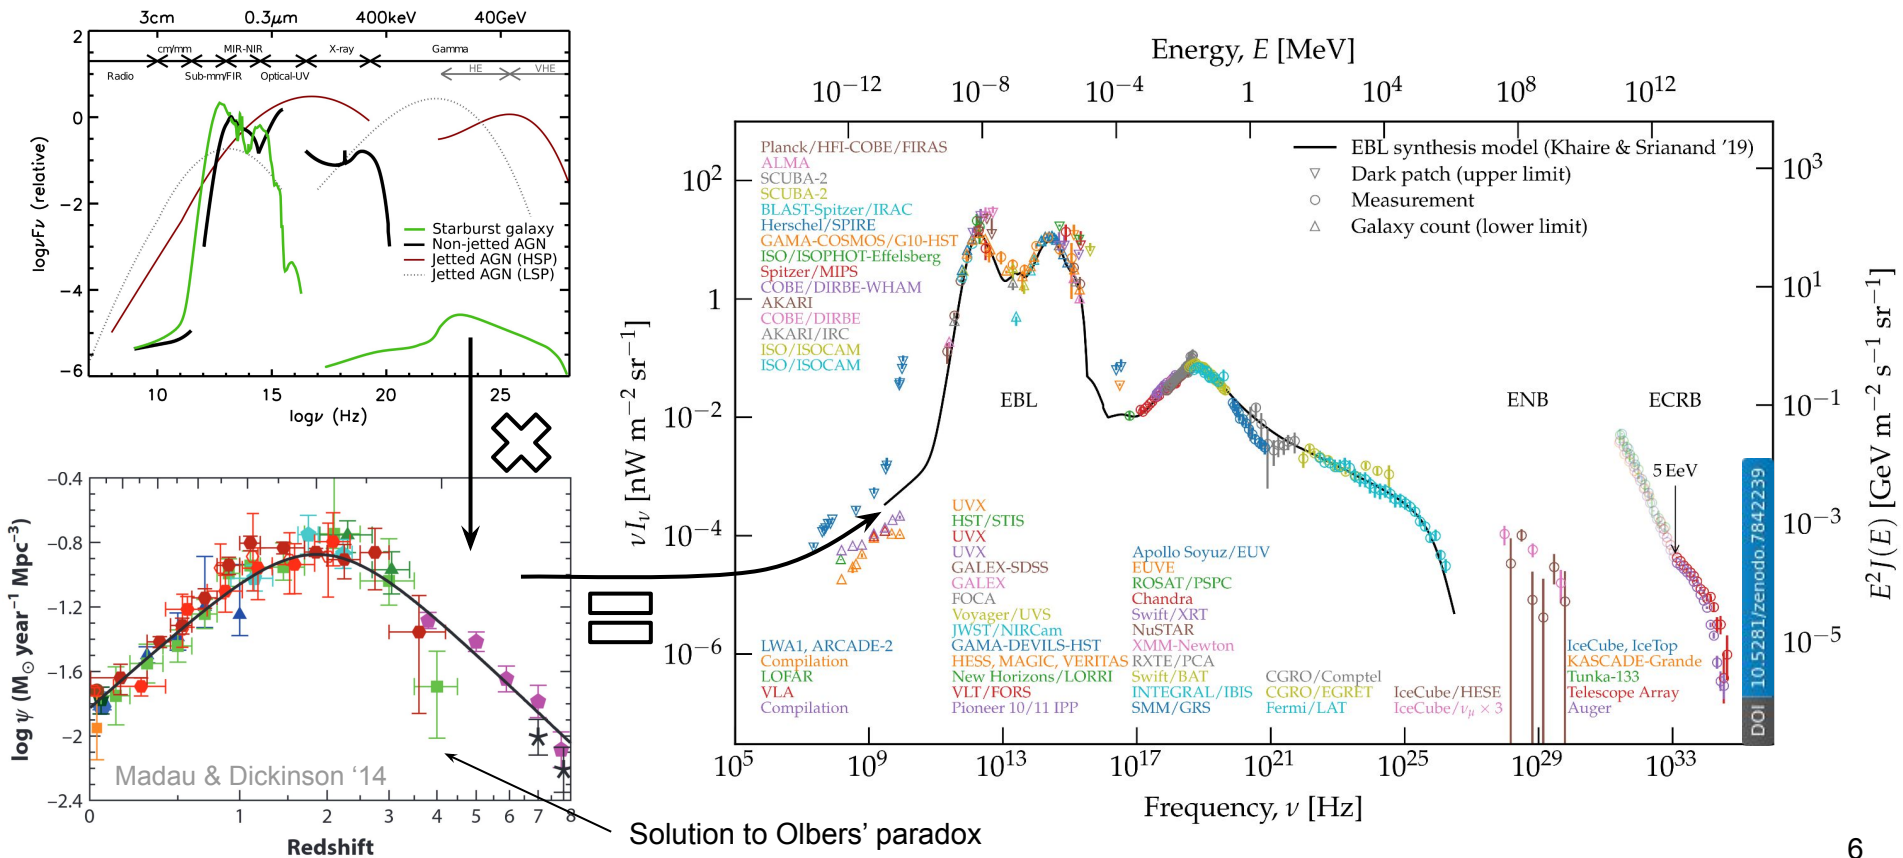 3cm 0.3μm 400keV 40GeV
cm/mm MIR-NIR X-ray Gamma
Radio Sub-mm/FIR Optical-UV HE VHE
2
0
−2
−4
−6
logνFν (relative)
Starburst galaxy
Non-jetted AGN
Jetted AGN (HSP)
Jetted AGN (LSP)
10 15 20 25
logν (Hz)
−0.4
−0.8
−1.2
−1.6
−2
−2.4
log ψ (M⊙ year⁻¹ Mpc⁻³)
Madau & Dickinson ‘14
0 1 2 3 4 5 6 7 8
Redshift
Solution to Olbers’ paradox
Energy, E [MeV]
10⁻¹² 10⁻⁸ 10⁻⁴ 1 10⁴ 10⁸ 10¹²
10²
1
10⁻²
10⁻⁴
10⁻⁶
νIν [nW m⁻² sr⁻¹]
Planck/HFI-COBE/FIRAS
ALMA
SCUBA-2
SCUBA-2
BLAST-Spitzer/IRAC
Herschel/SPIRE
GAMA-COSMOS/G10-HST
ISO/ISOPHOT-Effelsberg
Spitzer/MIPS
COBE/DIRBE-WHAM
AKARI
COBE/DIRBE
AKARI/IRC
ISO/ISOCAM
ISO/ISOCAM
EBL synthesis model (Khaire & Srianand ’19)
Dark patch (upper limit)
Measurement
Galaxy count (lower limit)
EBL
ENB
ECRB
5 EeV
LWA1, ARCADE-2
Compilation
LOFAR
VLA
Compilation
UVX
HST/STIS
UVX
UVX
GALEX-SDSS
GALEX
FOCA
Voyager/UVS
JWST/NIRCam
GAMA-DEVILS-HST
HESS, MAGIC, VERITAS
New Horizons/LORRI
VLT/FORS
Pioneer 10/11 IPP
Apollo Soyuz/EUV
EUVE
ROSAT/PSPC
Chandra
Swift/XRT
NuSTAR
XMM-Newton
RXTE/PCA
Swift/BAT
INTEGRAL/IBIS
SMM/GRS
CGRO/Comptel
CGRO/EGRET
Fermi/LAT
IceCube/HESE
IceCube/νμ × 3
IceCube, IceTop
KASCADE-Grande
Tunka-133
Telescope Array
Auger
10⁵ 10⁹ 10¹³ 10¹⁷ 10²¹ 10²⁵ 10²⁹ 10³³
Frequency, ν [Hz]
10³
10¹
10⁻¹
10⁻³
10⁻⁵
E²J(E) [GeV m⁻² s⁻¹ sr⁻¹]
DOI 10.5281/zenodo.7842239
6